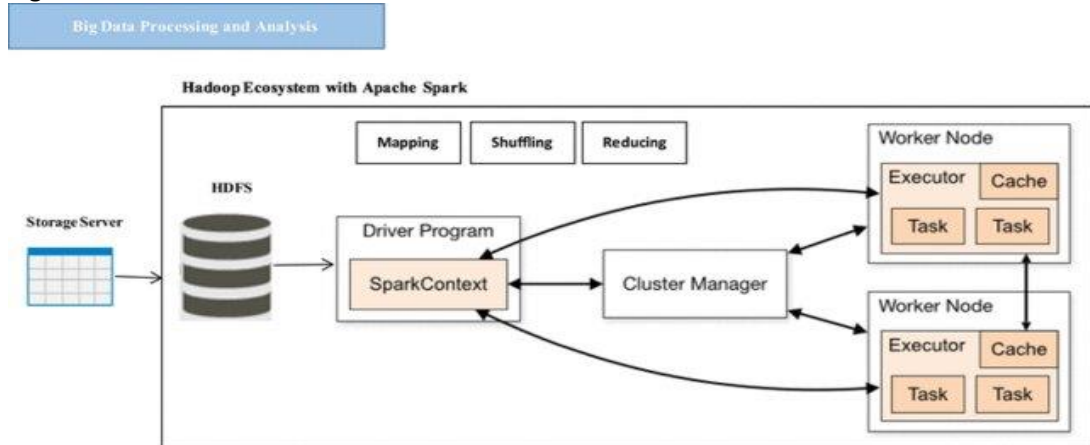 Big Data Processing and Analysis
Hadoop Ecosystem with Apache Spark
Mapping
Shuffling
Reducing
Storage Server
HDFS
Driver Program
SparkContext
Cluster Manager
Worker Node
Executor
Cache
Task
Task
Worker Node
Executor
Cache
Task
Task